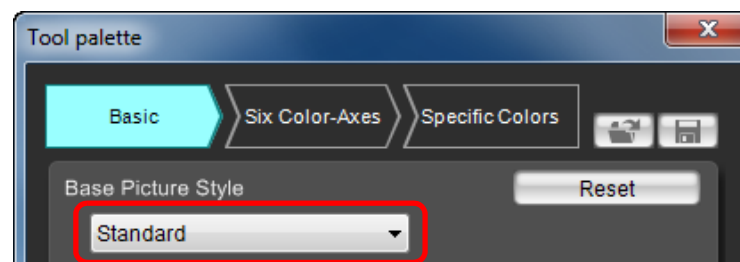 Tool palette
Basic Six Color-Axes Specific Colors
Base Picture Style Reset
Standard